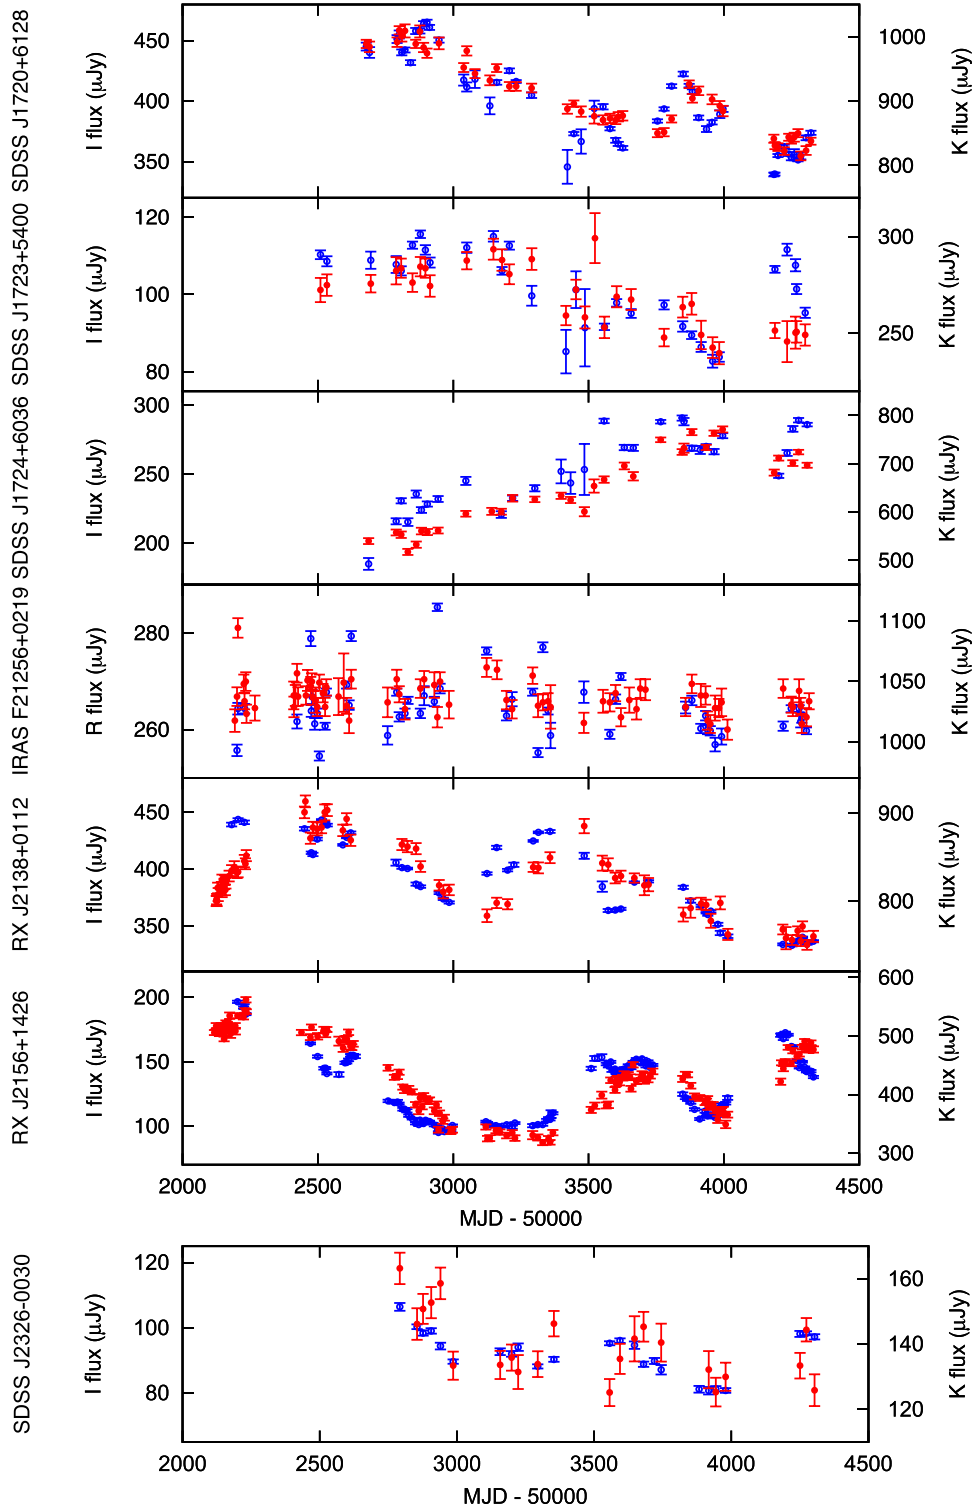 SDSS J1720+6128
I flux (μJy)
450
400
350
1000
900
800
K flux (μJy)
SDSS J1723+5400
I flux (μJy)
120
100
80
300
250
K flux (μJy)
SDSS J1724+6036
I flux (μJy)
300
250
200
800
700
600
500
K flux (μJy)
IRAS F21256+0219
R flux (μJy)
280
260
1100
1050
1000
K flux (μJy)
RX J2138+0112
I flux (μJy)
450
400
350
900
800
K flux (μJy)
RX J2156+1426
I flux (μJy)
200
150
100
600
500
400
300
K flux (μJy)
2000 2500 3000 3500 4000 4500
MJD - 50000
SDSS J2326-0030
I flux (μJy)
120
100
80
160
140
120
K flux (μJy)
2000 2500 3000 3500 4000 4500
MJD - 50000